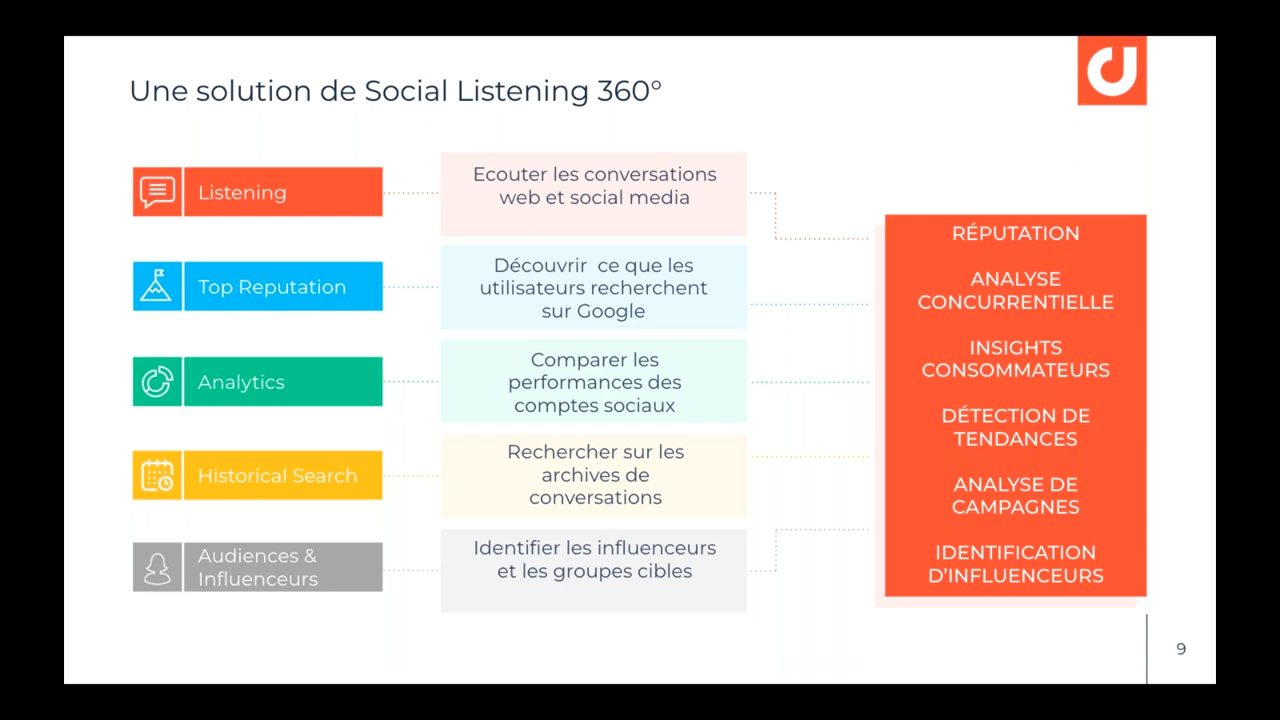 Une solution de Social Listening 360°
Listening
Ecouter les conversations
web et social media
Top Reputation
Découvrir ce que les
utilisateurs recherchent
sur Google
Analytics
Comparer les
performances des
comptes sociaux
Historical Search
Rechercher sur les
archives de
conversations
Audiences &
Influenceurs
Identifier les influenceurs
et les groupes cibles
RÉPUTATION
ANALYSE
CONCURRENTIELLE
INSIGHTS
CONSOMMATEURS
DÉTECTION DE
TENDANCES
ANALYSE DE
CAMPAGNES
IDENTIFICATION
D'INFLUENCEURS
9